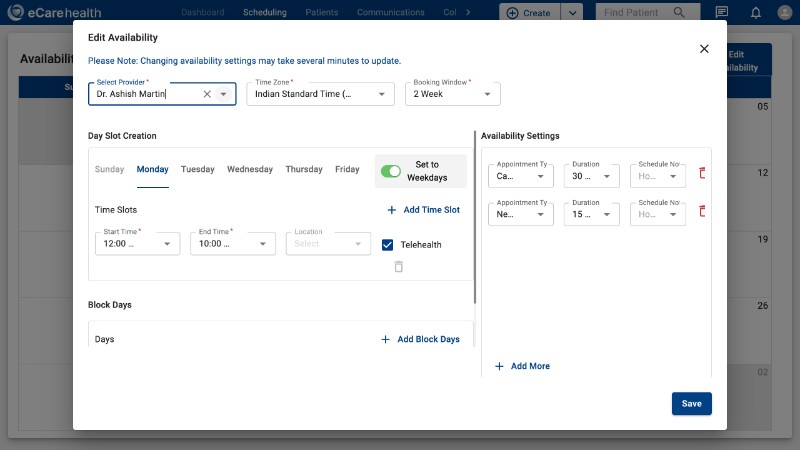 eCarehealth
Dashboard Scheduling Patients Communications Col
Create
Find Patient
Availability
Edit
Availability
Su
05
12
19
26
02
Edit Availability
Please Note: Changing availability settings may take several minutes to update.
Select Provider *
Dr. Ashish Martin
Time Zone *
Indian Standard Time (...
Booking Window *
2 Week
Day Slot Creation
Sunday Monday Tuesday Wednesday Thursday Friday
Set to
Weekdays
Time Slots
Add Time Slot
Start Time *
12:00 ...
End Time *
10:00 ...
Location
Select
Telehealth
Block Days
Days
Add Block Days
Availability Settings
Appointment Ty
Ca...
Duration
30 ...
Schedule No
Ho...
Appointment Ty
Ne...
Duration
15 ...
Schedule No
Ho...
Add More
Save